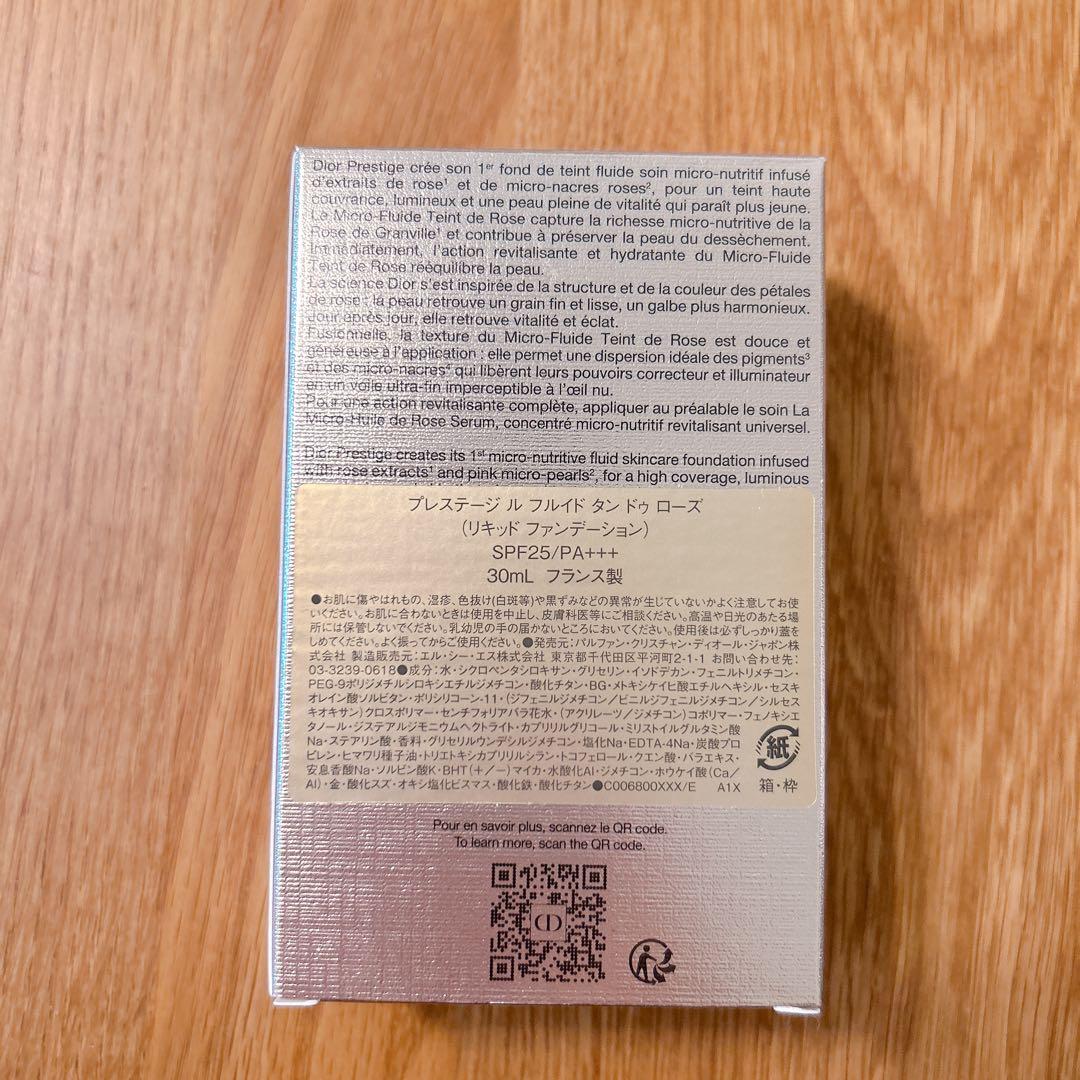 Dior Prestige crée son 1er fond de teint fluide soin micro-nutritif infusé
d'extraits de rose¹ et de micro-nacres roses², pour un teint haute
couvrance, lumineux et une peau pleine de vitalité qui paraît plus jeune.
Le Micro-Fluide Teint de Rose capture la richesse micro-nutritive de la
Rose de Granville¹ et contribue à préserver la peau du dessèchement.
Immédiatement, l'action revitalisante et hydratante du Micro-Fluide
Teint de Rose rééquilibre la peau.
La science Dior s'est inspirée de la structure et de la couleur des pétales
de rose : la peau retrouve un grain fin et lisse, un galbe plus harmonieux.
Jour après jour, elle retrouve vitalité et éclat.
Fusionnelle, la texture du Micro-Fluide Teint de Rose est douce et
généreuse à l'application : elle permet une dispersion idéale des pigments³
et des micro-nacres⁴ qui libèrent leurs pouvoirs correcteur et illuminateur
en un voile ultra-fin imperceptible à l'œil nu.
Pour une action revitalisante complète, appliquer au préalable le soin La
Micro-Huile de Rose Serum, concentré micro-nutritif revitalisant universel.
Dior Prestige creates its 1st micro-nutritive fluid skincare foundation infused
with rose extracts¹ and pink micro-pearls², for a high coverage, luminous
プレステージ ル フルイド タン ドゥ ローズ
（リキッド ファンデーション）
SPF25/PA+++
30mL フランス製
●お肌に傷やはれもの、湿疹、色抜け(白斑等)や黒ずみなどの異常が生じていないかよく注意してお使
いください。お肌に合わないときは使用を中止し、皮膚科医等にご相談ください。高温や日光のあたる場
所には保管しないでください。乳幼児の手の届かないところにおいてください。使用後は必ずしっかり蓋を
しめてください。よく振ってからご使用ください。●発売元：パルファン・クリスチャン・ディオール・ジャポン株
式会社 製造販売元：エル・シー・エス株式会社 東京都千代田区平河町2-1-1 お問い合わせ先：
03-3239-0618●成分：水・シクロペンタシロキサン・グリセリン・イソドデカン・フェニルトリメチコン・
PEG-9ポリジメチルシロキシエチルジメチコン・酸化チタン・BG・メトキシケイヒ酸エチルヘキシル・セスキ
オレイン酸ソルビタン・ポリシリコーン-11・（ジフェニルジメチコン／ビニルジフェニルジメチコン／シルセス
キオキサン）クロスポリマー・センチフォリアバラ花水・（アクリレーツ／ジメチコン）コポリマー・フェノキシエ
タノール・ジステアルジモニウムヘクトライト・カプリリルグリコール・ミリストイルグルタミン酸
Na・ステアリン酸・香料・グリセリルウンデシルジメチコン・塩化Na・EDTA-4Na・炭酸プロ
ピレン・ヒマワリ種子油・トリエトキシカプリリルシラン・トコフェロール・クエン酸・バラエキス・
安息香酸Na・ソルビン酸K・BHT（＋／－）マイカ・水酸化Al・ジメチコン・ホウケイ酸（Ca／
Al）・金・酸化スズ・オキシ塩化ビスマス・酸化鉄・酸化チタン●C006800XXX/E A1X
紙
箱・枠
Pour en savoir plus, scannez le QR code.
To learn more, scan the QR code.
CD